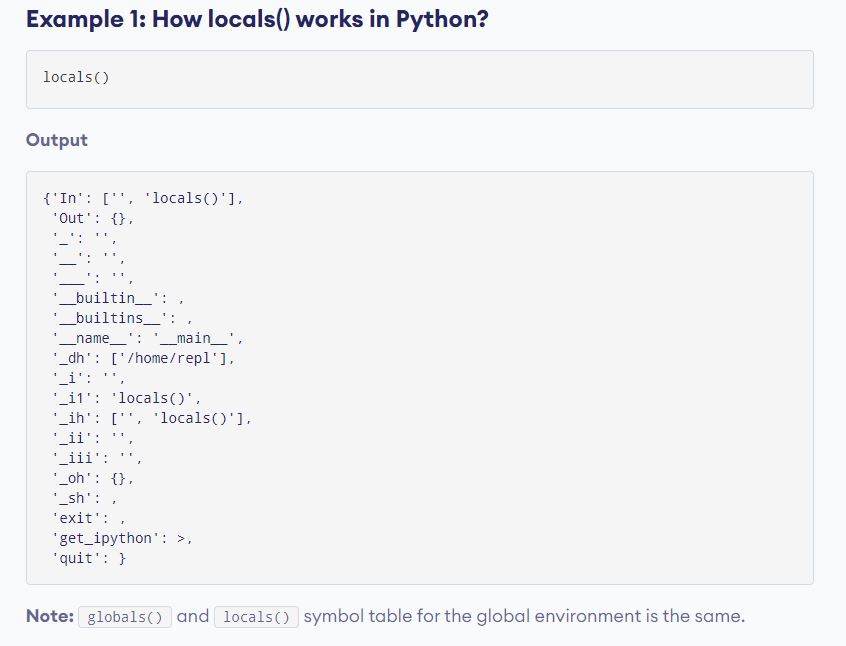 Example 1: How locals() works in Python?
locals()
Output
{'In': ['', 'locals()'],
 'Out': {},
 '_': '',
 '__': '',
 '___': '',
 '__builtin__': ,
 '__builtins__': ,
 '__name__': '__main__',
 '_dh': ['/home/repl'],
 '_i': '',
 '_i1': 'locals()',
 '_ih': ['', 'locals()'],
 '_ii': '',
 '_iii': '',
 '_oh': {},
 '_sh': ,
 'exit': ,
 'get_ipython': >,
 'quit': }
Note: globals() and locals() symbol table for the global environment is the same.